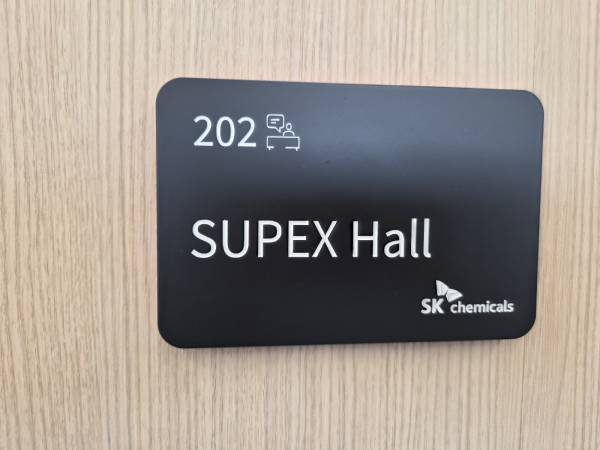 202
SUPEX Hall
SK chemicals